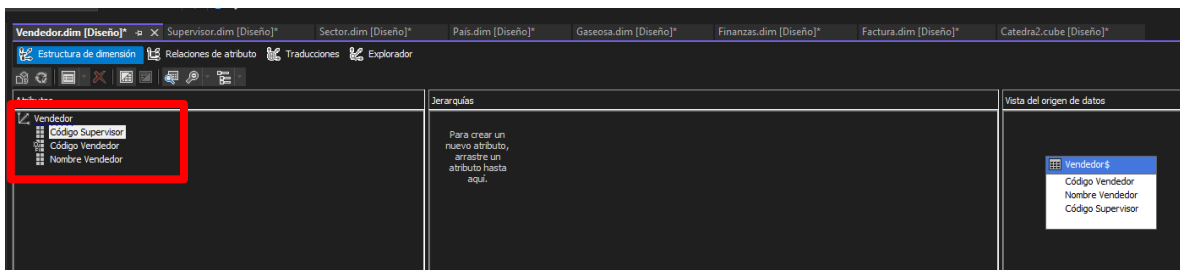 Vendedor.dim [Diseño]* Supervisor.dim [Diseño]* Sector.dim [Diseño]* País.dim [Diseño]* Gaseosa.dim [Diseño]* Finanzas.dim [Diseño]* Factura.dim [Diseño]* Catedra2.cube [Diseño]*
Estructura de dimensión Relaciones de atributo Traducciones Explorador
Atributos Jerarquías Vista del origen de datos
Vendedor
Código Supervisor
Código Vendedor
Nombre Vendedor
Para crear un
nuevo atributo,
arrastre un
atributo hasta
aquí.
Vendedor$
Código Vendedor
Nombre Vendedor
Código Supervisor